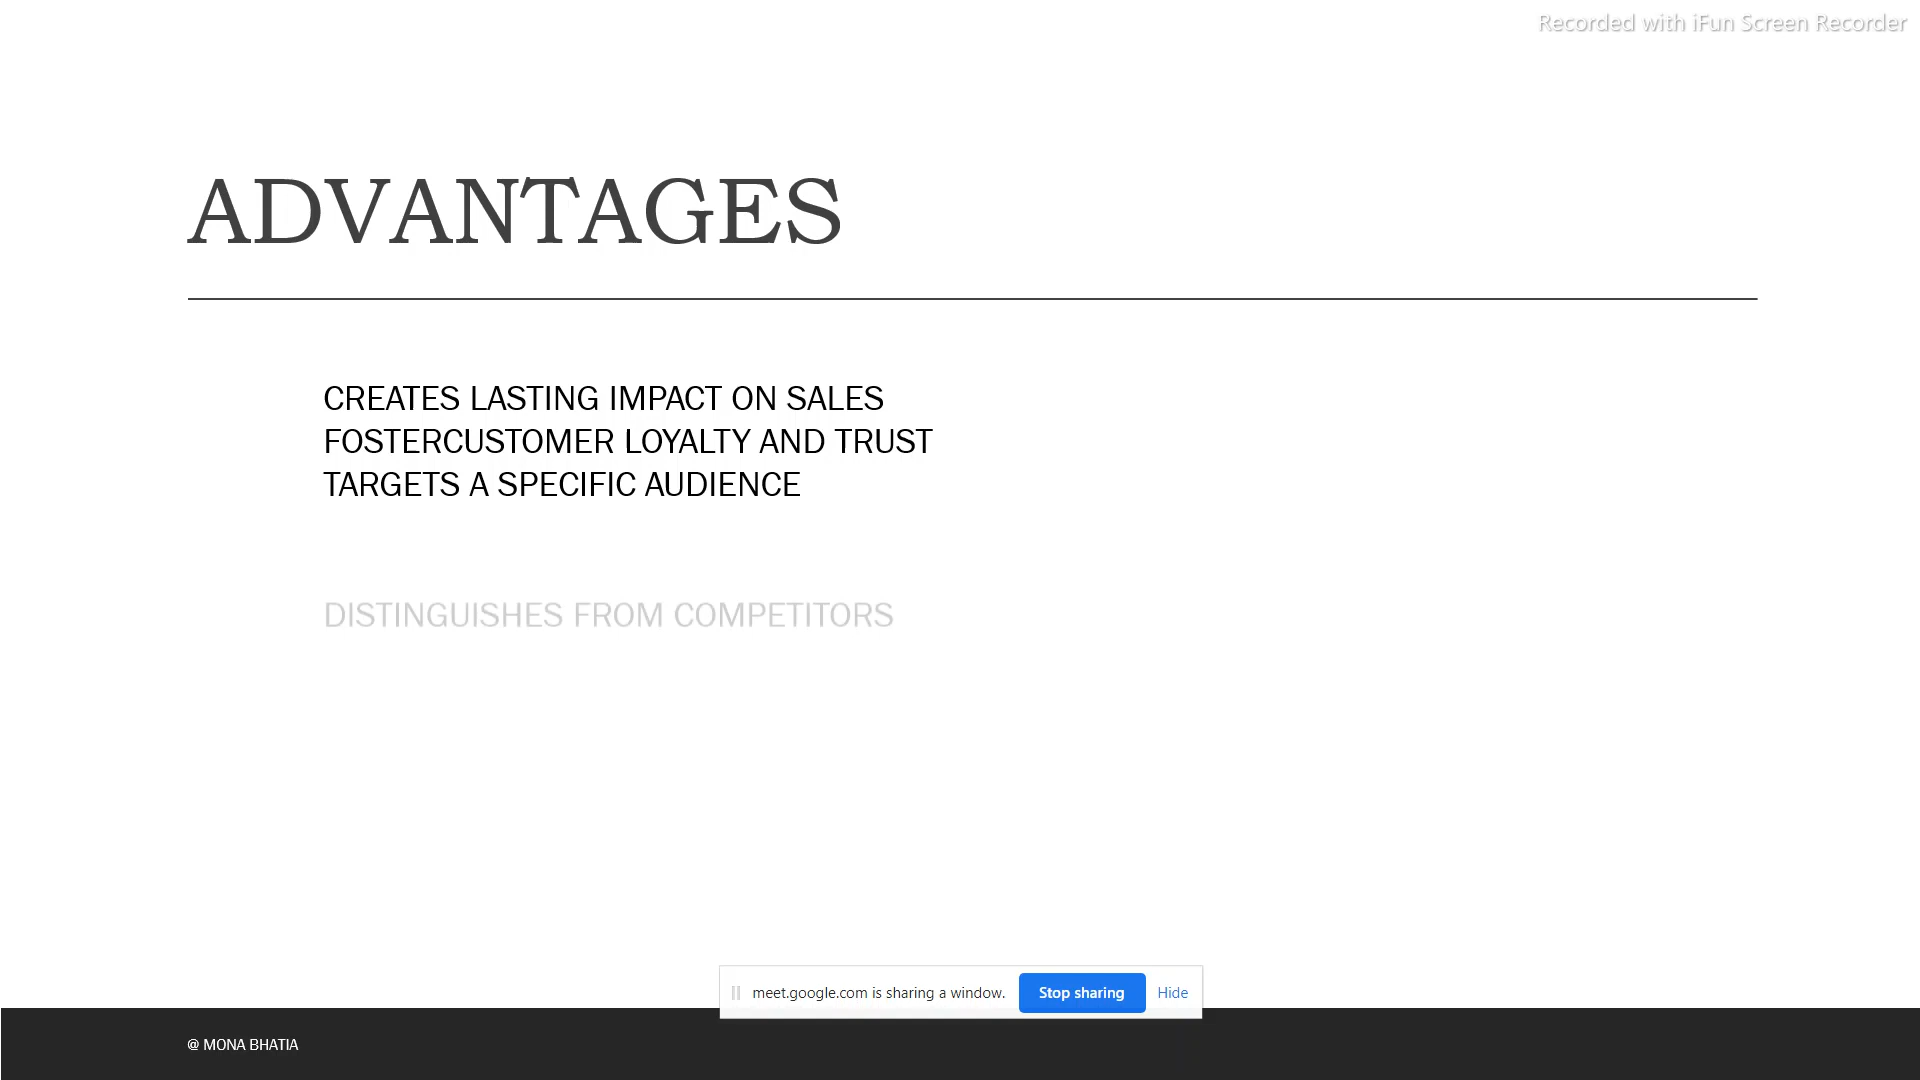 Recorded with iFun Screen Recorder
ADVANTAGES
CREATES LASTING IMPACT ON SALES
FOSTERCUSTOMER LOYALTY AND TRUST
TARGETS A SPECIFIC AUDIENCE
DISTINGUISHES FROM COMPETITORS
meet.google.com is sharing a window. Stop sharing Hide
@ MONA BHATIA